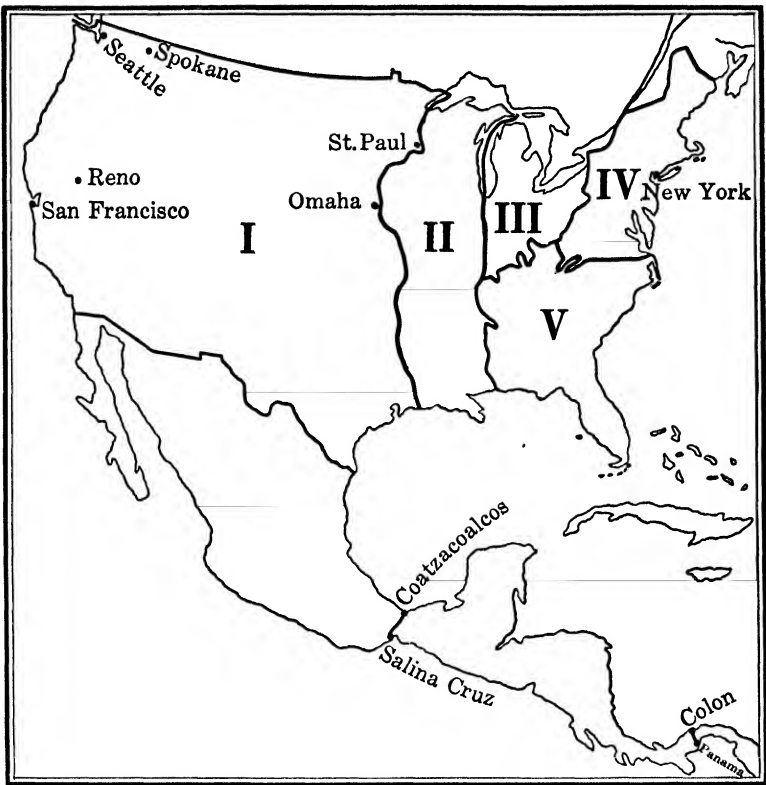 Seattle
Spokane
St. Paul
Reno
San Francisco
Omaha
I
II
III
IV
New York
V
Coatzacoalcos
Salina Cruz
Colon
Panama